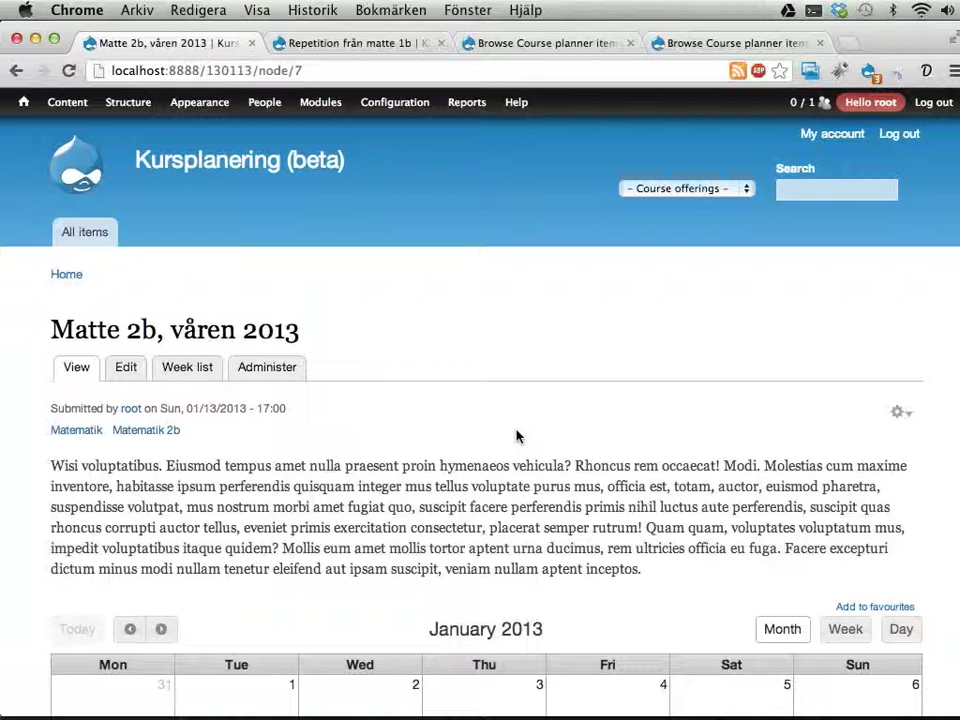 Chrome Arkiv Redigera Visa Historik Bokmärken Fönster Hjälp
Matte 2b, våren 2013 | Kurs
Repetition från matte 1b | K
Browse Course planner item
Browse Course planner item
localhost:8888/130113/node/7
ABP
3
D
Content Structure Appearance People Modules Configuration Reports Help
0 / 1
Hello root
Log out
My account Log out
Kursplanering (beta)
Search
- Course offerings -
All items
Home
Matte 2b, våren 2013
View Edit Week list Administer
Submitted by root on Sun, 01/13/2013 - 17:00
Matematik Matematik 2b
Wisi voluptatibus. Eiusmod tempus amet nulla praesent proin hymenaeos vehicula? Rhoncus rem occaecat! Modi. Molestias cum maxime
inventore, habitasse ipsum perferendis quisquam integer mus tellus voluptate purus mus, officia est, totam, auctor, euismod pharetra,
suspendisse volutpat, mus nostrum morbi amet fugiat quo, suscipit facere perferendis primis nihil luctus aute perferendis, suscipit quas
rhoncus corrupti auctor tellus, eveniet primis exercitation consectetur, placerat semper rutrum! Quam quam, voluptates voluptatum mus,
impedit voluptatibus itaque quidem? Mollis eum amet mollis tortor aptent urna ducimus, rem ultricies officia eu fuga. Facere excepturi
dictum minus modi nullam tenetur eleifend aut ipsam suscipit, veniam nullam aptent inceptos.
Add to favourites
Today
January 2013
Month Week Day
Mon Tue Wed Thu Fri Sat Sun
31 1 2 3 4 5 6